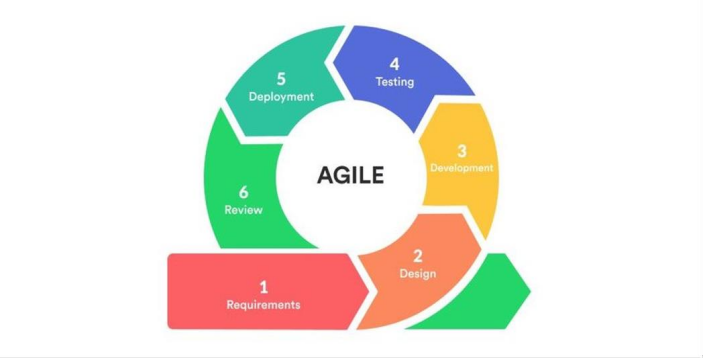 AGILE
1
Requirements
2
Design
3
Development
4
Testing
5
Deployment
6
Review